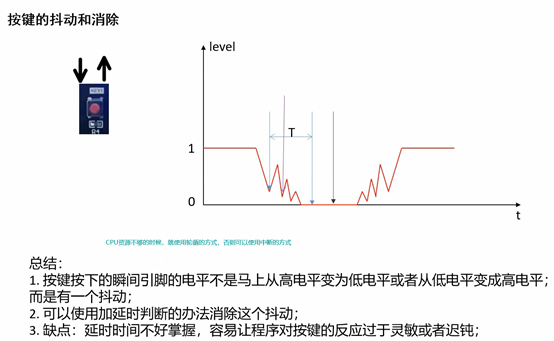 按键的抖动和消除
level
KEY2
T
1
0
t
CPU资源不够的时候，就使用轮循的方式，否则可以使用中断的方式
总结：
1. 按键按下的瞬间引脚的电平不是马上从高电平变为低电平或者从低电平变成高电平；
而是有一个抖动；
2. 可以使用加延时判断的办法消除这个抖动；
3. 缺点：延时时间不好掌握，容易让程序对按键的反应过于灵敏或者迟钝；